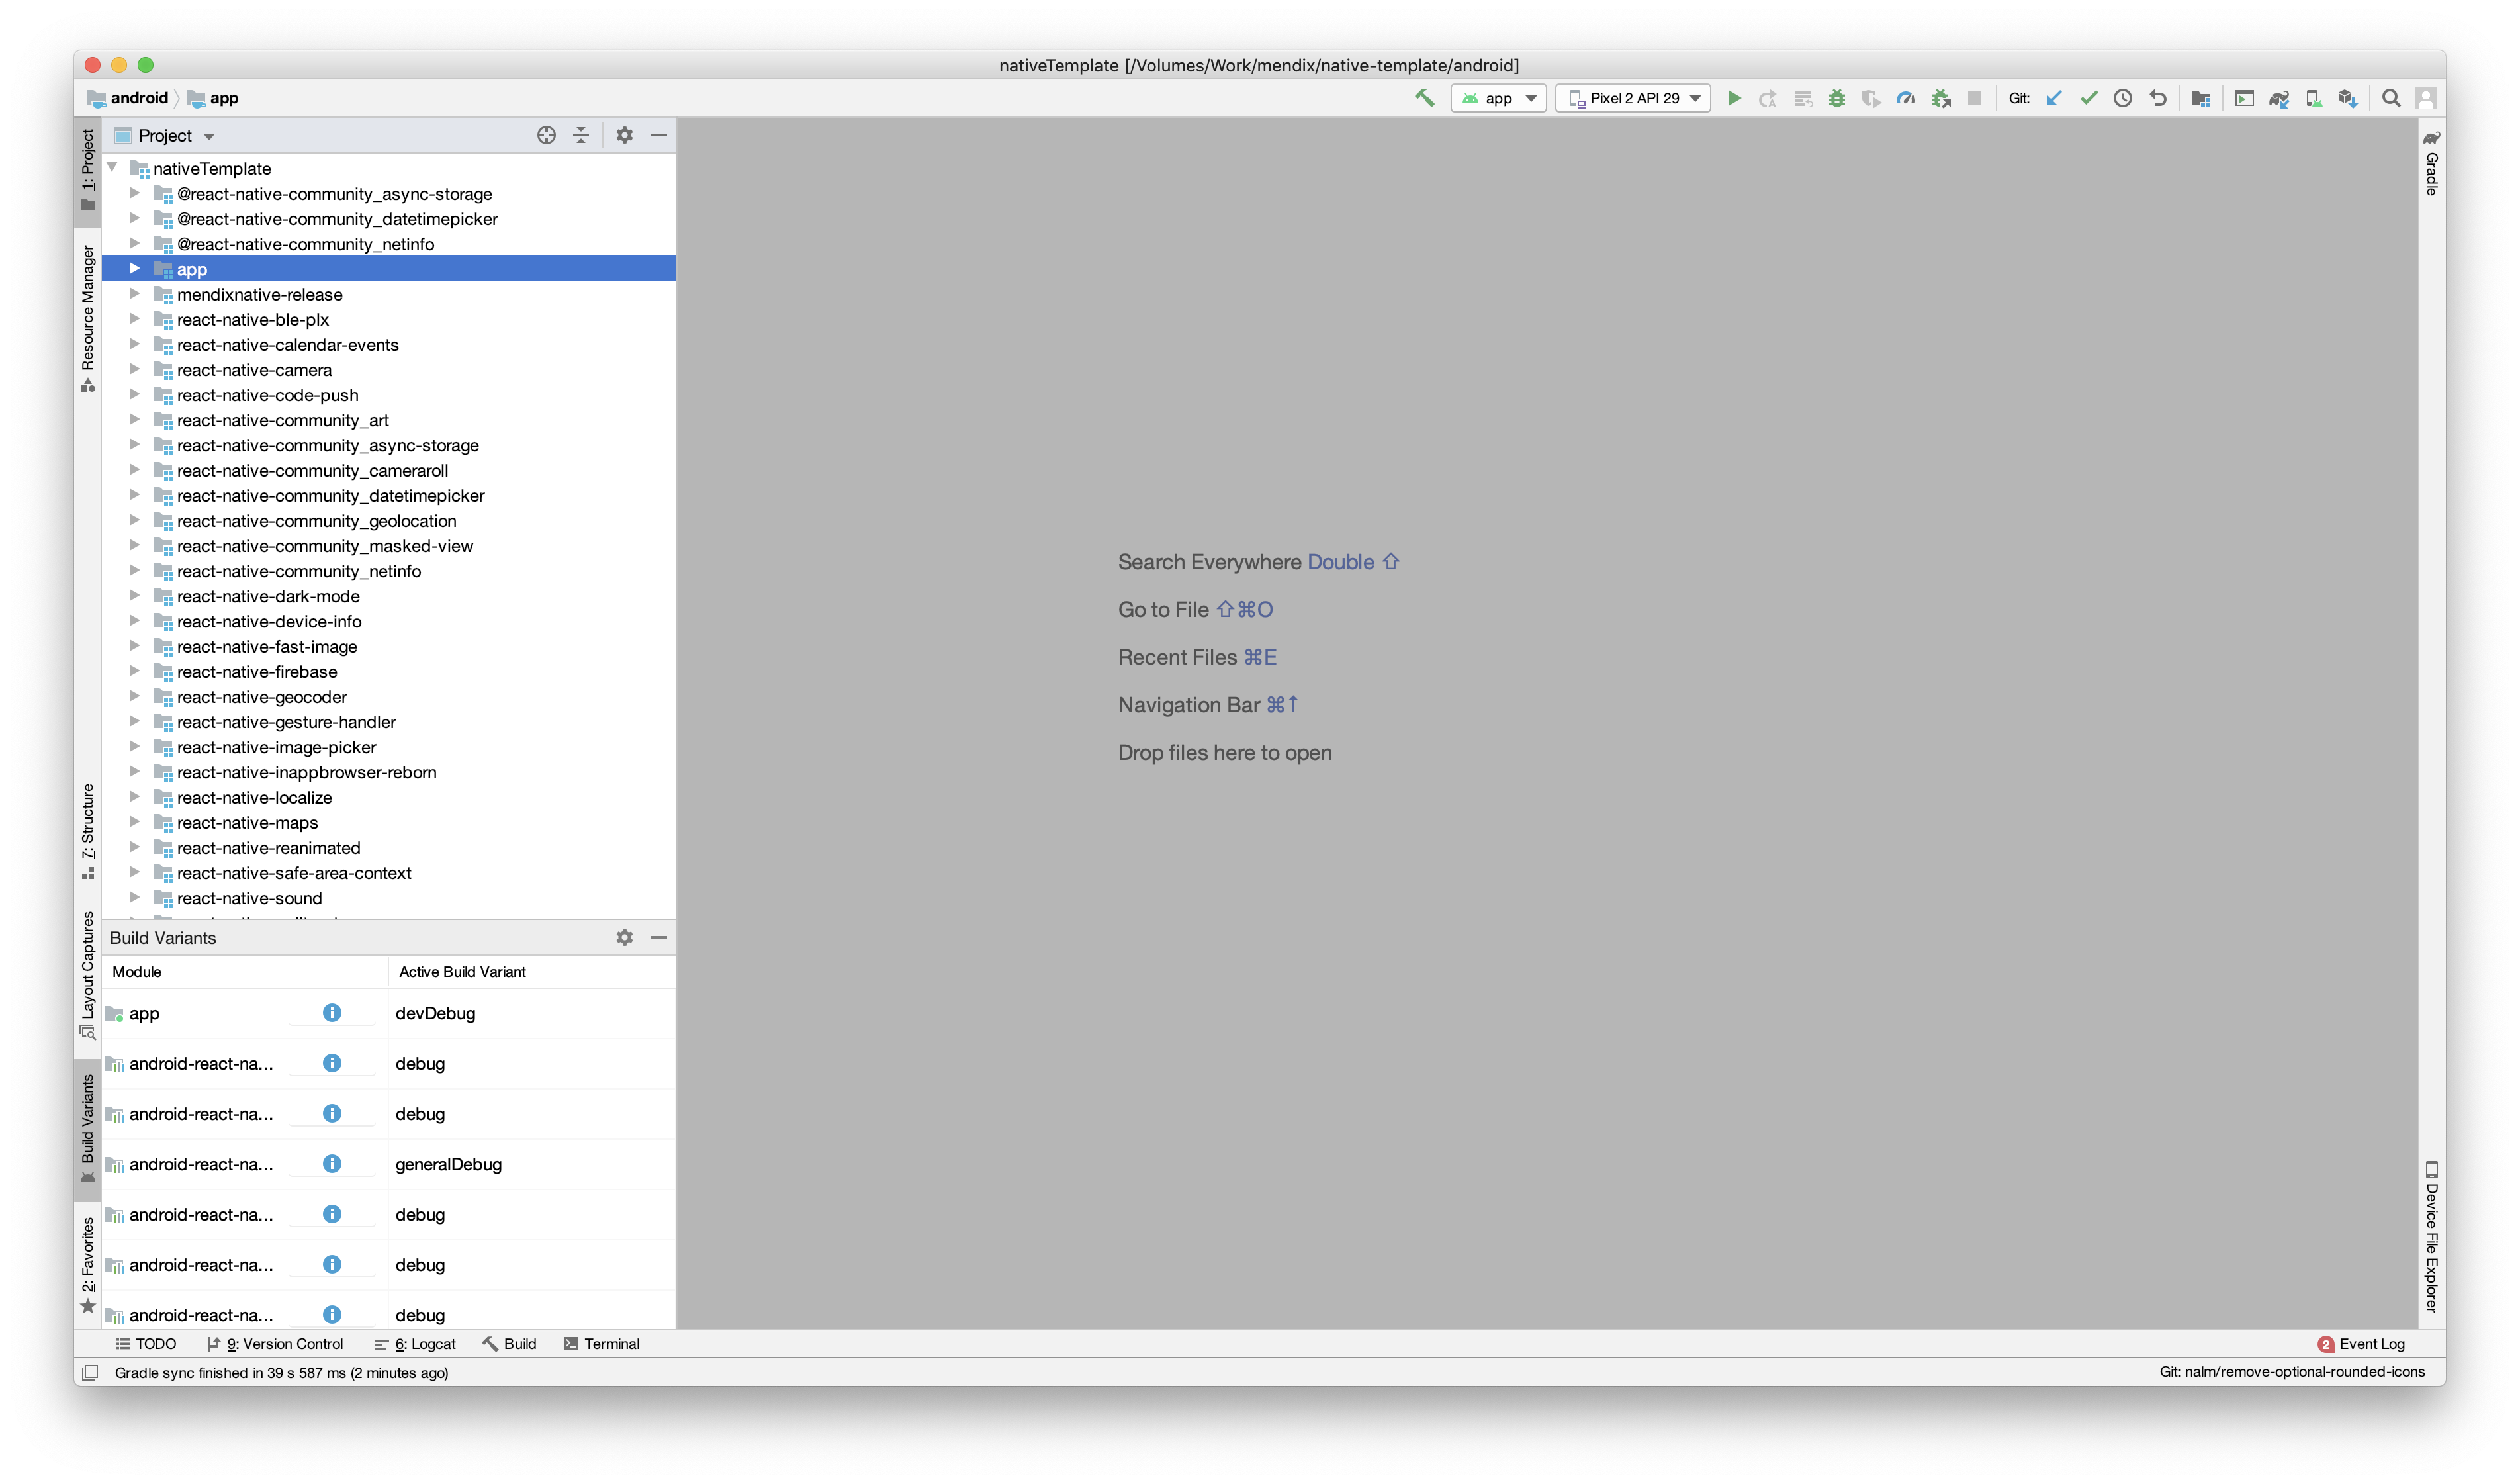 nativeTemplate [/Volumes/Work/mendix/native-template/android]
android
app
app
Pixel 2 API 29
Git:
1: Project
Resource Manager
7: Structure
Layout Captures
Build Variants
2: Favorites
Project
nativeTemplate
@react-native-community_async-storage
@react-native-community_datetimepicker
@react-native-community_netinfo
app
mendixnative-release
react-native-ble-plx
react-native-calendar-events
react-native-camera
react-native-code-push
react-native-community_art
react-native-community_async-storage
react-native-community_cameraroll
react-native-community_datetimepicker
react-native-community_geolocation
react-native-community_masked-view
react-native-community_netinfo
react-native-dark-mode
react-native-device-info
react-native-fast-image
react-native-firebase
react-native-geocoder
react-native-gesture-handler
react-native-image-picker
react-native-inappbrowser-reborn
react-native-localize
react-native-maps
react-native-reanimated
react-native-safe-area-context
react-native-sound
Build Variants
Module Active Build Variant
app devDebug
android-react-na... debug
android-react-na... debug
android-react-na... generalDebug
android-react-na... debug
android-react-na... debug
android-react-na... debug
Search Everywhere Double ⇧
Go to File ⇧⌘O
Recent Files ⌘E
Navigation Bar ⌘↑
Drop files here to open
Gradle
Device File Explorer
TODO
9: Version Control
6: Logcat
Build
Terminal
2 Event Log
Gradle sync finished in 39 s 587 ms (2 minutes ago)
Git: nalm/remove-optional-rounded-icons